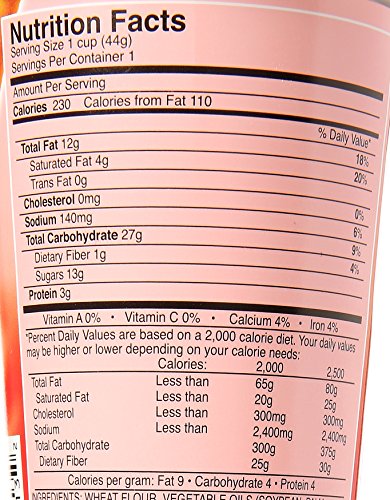 Nutrition Facts
Serving Size 1 cup (44g)
Servings Per Container 1
Amount Per Serving
Calories 230 Calories from Fat 110
% Daily Value*
Total Fat 12g 18%
Saturated Fat 4g 20%
Trans Fat 0g
Cholesterol 0mg 0%
Sodium 140mg 6%
Total Carbohydrate 27g 9%
Dietary Fiber 1g 4%
Sugars 13g
Protein 3g
Vitamin A 0% • Vitamin C 0% • Calcium 4% • Iron 4%
*Percent Daily Values are based on a 2,000 calorie diet. Your daily values
may be higher or lower depending on your calorie needs:
Calories: 2,000 2,500
Total Fat Less than 65g 80g
Saturated Fat Less than 20g 25g
Cholesterol Less than 300mg 300mg
Sodium Less than 2,400mg 2,400mg
Total Carbohydrate 300g 375g
Dietary Fiber 25g 30g
Calories per gram: Fat 9 • Carbohydrate 4 • Protein 4
INGREDIENTS: WHEAT FLOUR, VEGETABLE OILS (SOYBEAN